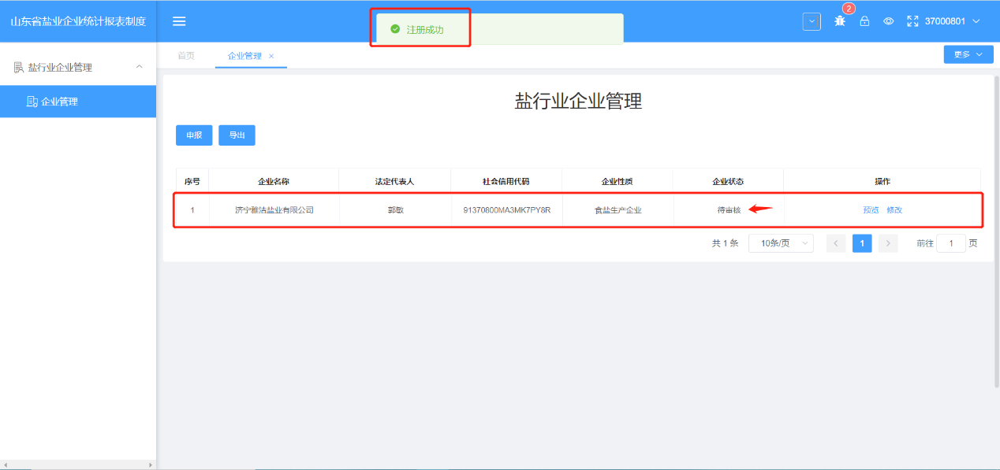 山东省盐业企业统计报表制度
注册成功
2
37000801
盐行业企业管理
首页
企业管理 ×
更多
企业管理
盐行业企业管理
申报 导出
序号 企业名称 法定代表人 社会信用代码 企业性质 企业状态 操作
1 济宁雅洁盐业有限公司 郭敏 91370800MA3MK7PY8R 食盐生产企业 待审核 预览 修改
共 1 条 10条/页 < 1 > 前往 1 页